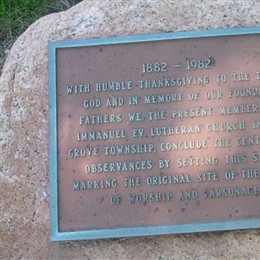 1882 – 1982
WITH HUMBLE THANKSGIVING TO THE
GOD AND IN MEMORY OF OUR FOUND
FATHERS WE, THE PRESENT MEMBER
IMMANUEL EV. LUTHERAN CHURCH IN
GROVE TOWNSHIP, CONCLUDE THE CENT
OBSERVANCES BY SETTING THIS S
MARKING THE ORIGINAL SITE OF THE
OF WORSHIP AND PARSONAGE